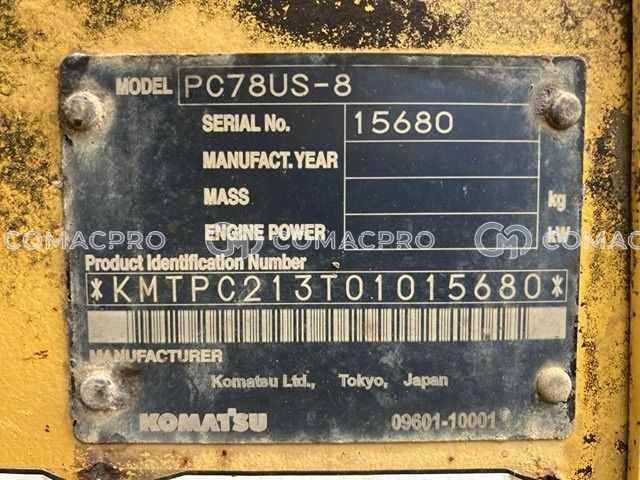 MODEL PC78US-8
SERIAL No. 15680
MANUFACT. YEAR
MASS kg
COMACPRO COMACPRO COMACPRO
ENGINE POWER kW
Product Identification Number
*KMTPC213T01015680*
MANUFACTURER
Komatsu Ltd., Tokyo, Japan
KOMATSU 09601-10001